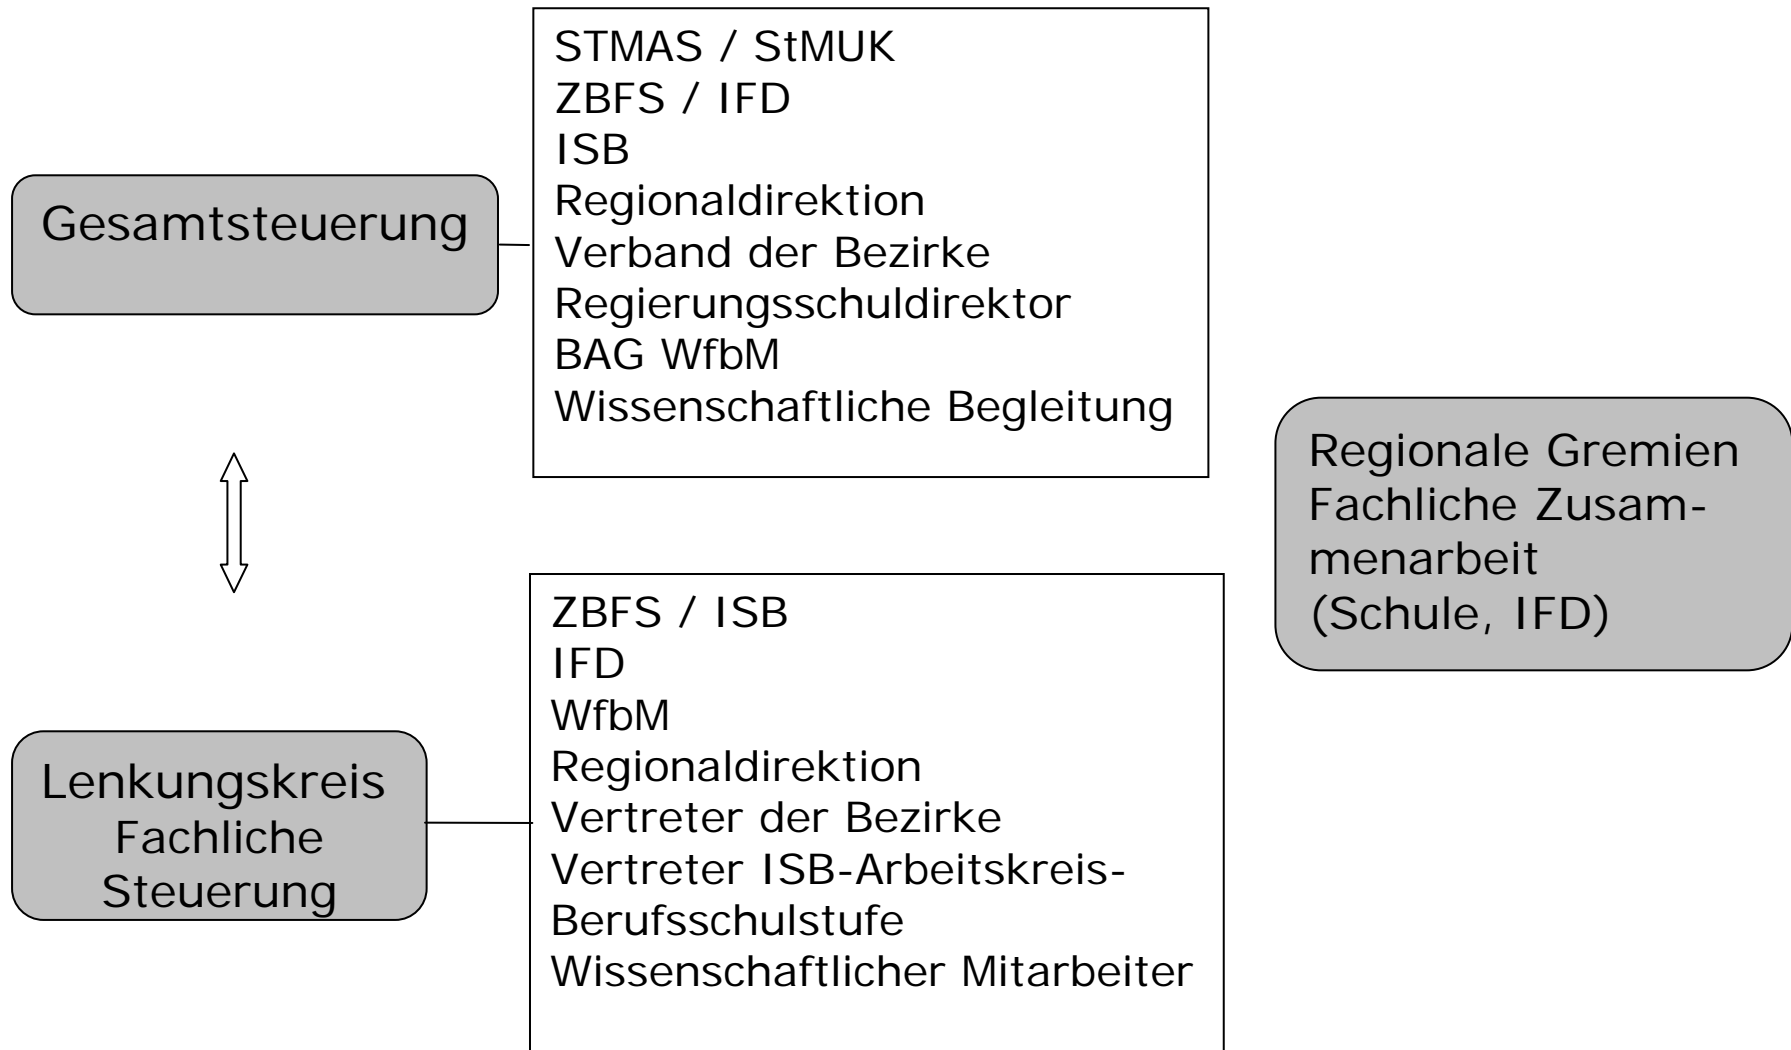 Gesamtsteuerung
STMAS / StMUK
ZBFS / IFD
ISB
Regionaldirektion
Verband der Bezirke
Regierungsschuldirektor
BAG WfbM
Wissenschaftliche Begleitung
Lenkungskreis
Fachliche
Steuerung
ZBFS / ISB
IFD
WfbM
Regionaldirektion
Vertreter der Bezirke
Vertreter ISB-Arbeitskreis-
Berufsschulstufe
Wissenschaftlicher Mitarbeiter
Regionale Gremien
Fachliche Zusam-
menarbeit
(Schule, IFD)